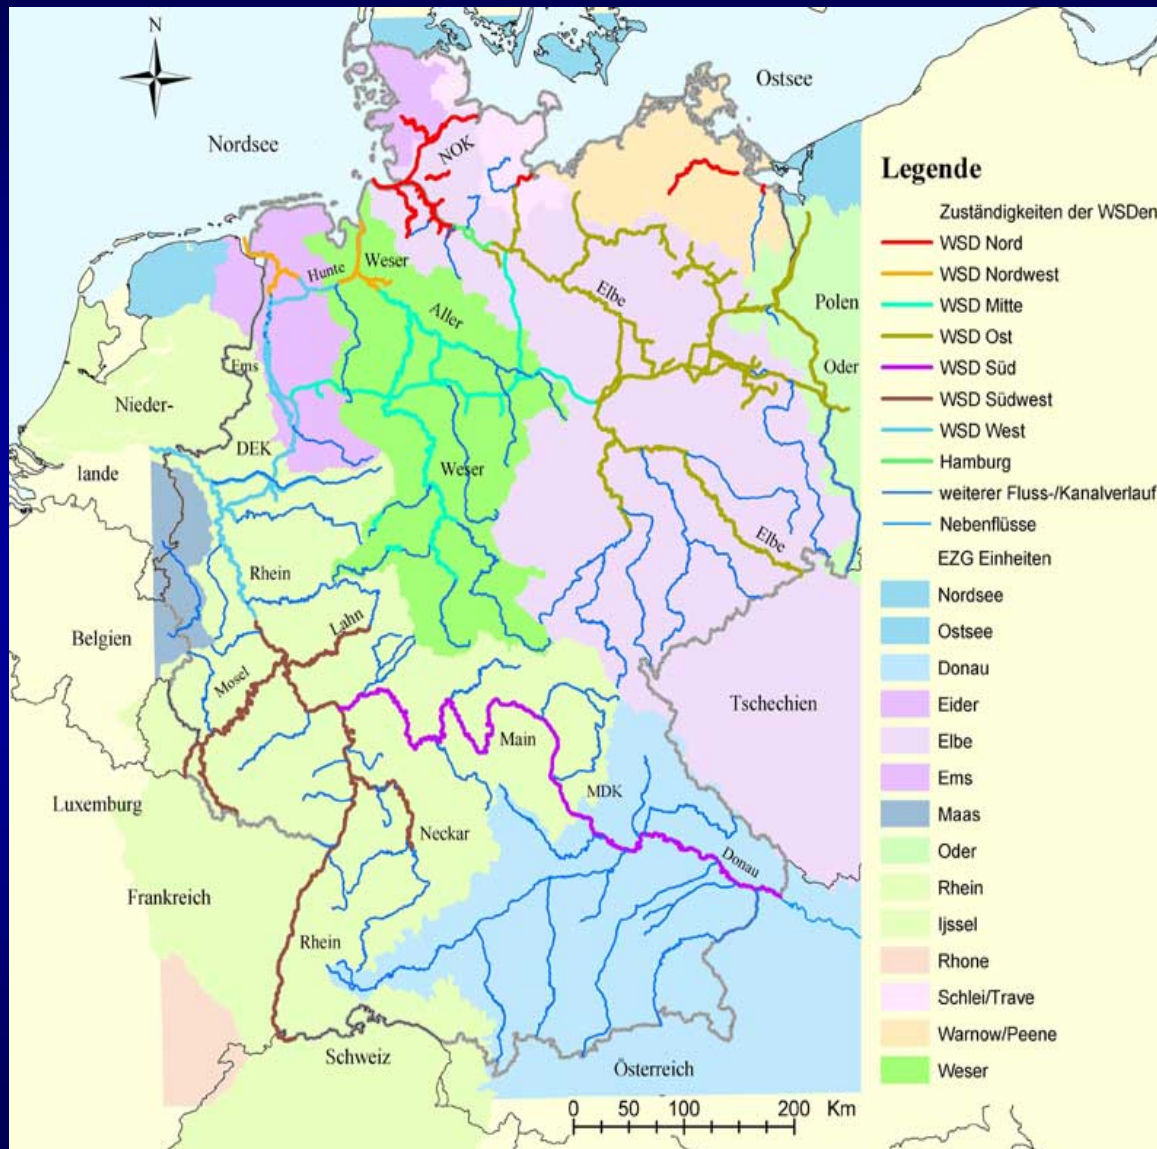 N
Ostsee
Nordsee
NOK
Hunte
Weser
Aller
Elbe
Polen
Oder
Ems
Nieder-
lande
DEK
Weser
Elbe
Rhein
Belgien
Lahn
Mosel
Tschechien
Main
MDK
Luxemburg
Neckar
Donau
Frankreich
Rhein
Schweiz
Österreich
0 50 100 200 Km
Legende
Zuständigkeiten der WSDen
WSD Nord
WSD Nordwest
WSD Mitte
WSD Ost
WSD Süd
WSD Südwest
WSD West
Hamburg
weiterer Fluss-/Kanalverlauf
Nebenflüsse
EZG Einheiten
Nordsee
Ostsee
Donau
Eider
Elbe
Ems
Maas
Oder
Rhein
Ijssel
Rhone
Schlei/Trave
Warnow/Peene
Weser